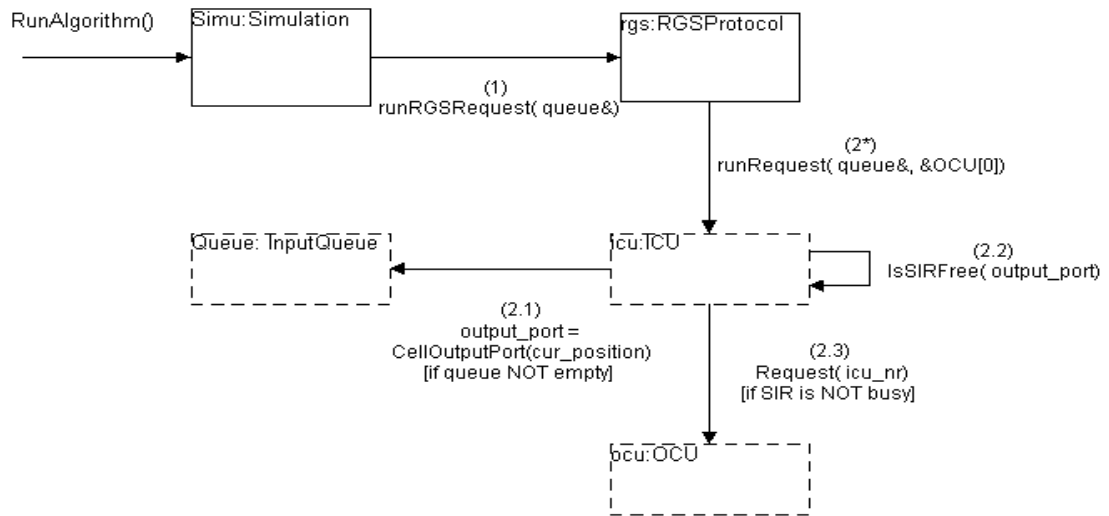 RunAlgorithm()
Simu:Simulation
rgs:RGSProtocol
(1)
runRGSRequest( queue&)
(2*)
runRequest( queue&, &OCU[0])
Queue: InputQueue
icu:ICU
(2.2)
IsSIRFree( output_port)
(2.1)
output_port =
CellOutputPort(cur_position)
[if queue NOT empty]
(2.3)
Request( icu_nr)
[if SIR is NOT busy]
ocu:OCU